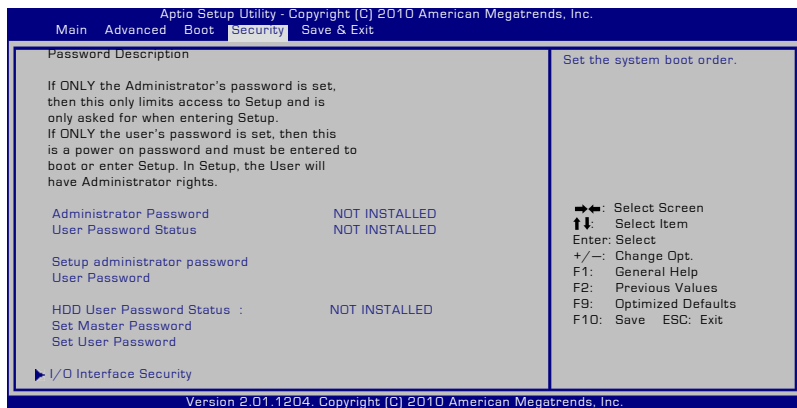 Aptio Setup Utility - Copyright (C) 2010 American Megatrends, Inc.
Main Advanced Boot Security Save & Exit
Password Description
If ONLY the Administrator's password is set,
then this only limits access to Setup and is
only asked for when entering Setup.
If ONLY the user's password is set, then this
is a power on password and must be entered to
boot or enter Setup. In Setup, the User will
have Administrator rights.
Administrator Password NOT INSTALLED
User Password Status NOT INSTALLED
Setup administrator password
User Password
HDD User Password Status : NOT INSTALLED
Set Master Password
Set User Password
I/O Interface Security
Set the system boot order.
→←: Select Screen
↑↓: Select Item
Enter: Select
+/—: Change Opt.
F1: General Help
F2: Previous Values
F9: Optimized Defaults
F10: Save ESC: Exit
Version 2.01.1204. Copyright (C) 2010 American Megatrends, Inc.